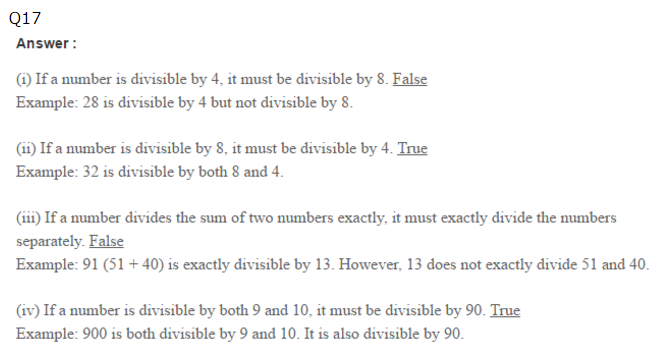 Q17
Answer :
(i) If a number is divisible by 4, it must be divisible by 8. False
Example: 28 is divisible by 4 but not divisible by 8.
(ii) If a number is divisible by 8, it must be divisible by 4. True
Example: 32 is divisible by both 8 and 4.
(iii) If a number divides the sum of two numbers exactly, it must exactly divide the numbers
separately. False
Example: 91 (51 + 40) is exactly divisible by 13. However, 13 does not exactly divide 51 and 40.
(iv) If a number is divisible by both 9 and 10, it must be divisible by 90. True
Example: 900 is both divisible by 9 and 10. It is also divisible by 90.